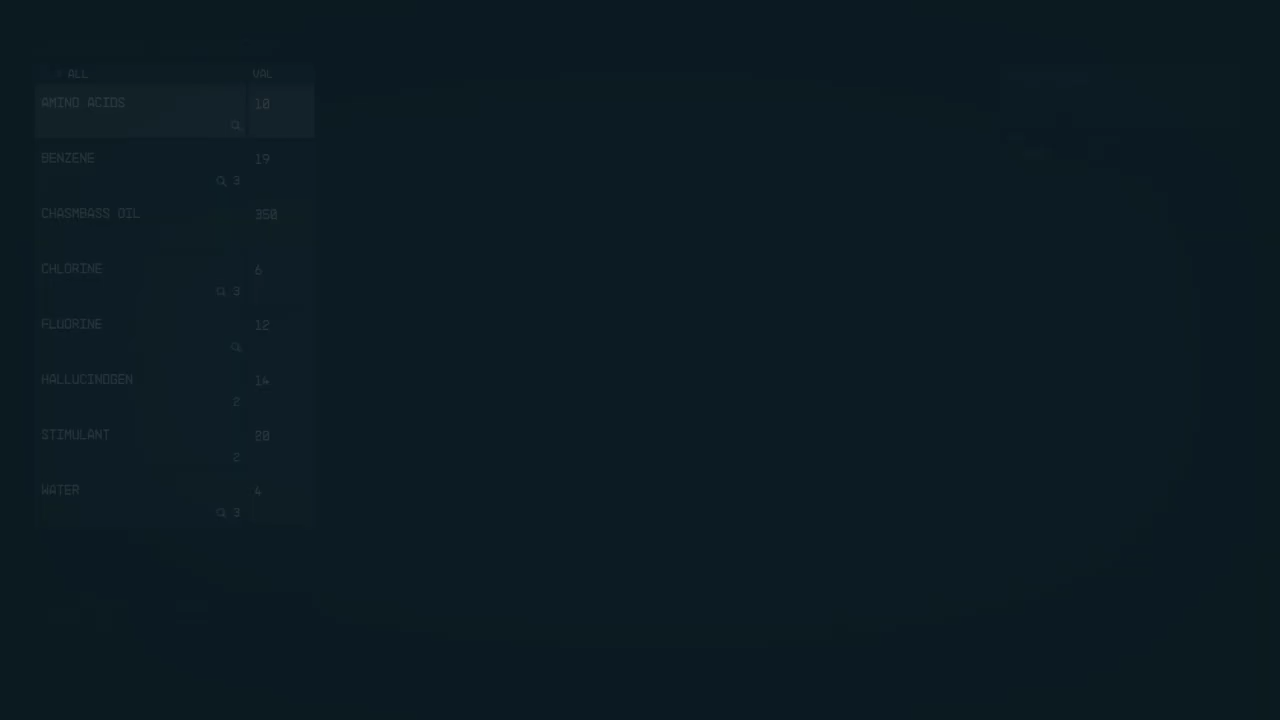 ALL VAL
AMINO ACIDS 10
BENZENE 19
3
CHASMBASS OIL 350
CHLORINE 6
3
FLUORINE 12
HALLUCINOGEN 14
2
STIMULANT 20
2
WATER 4
3